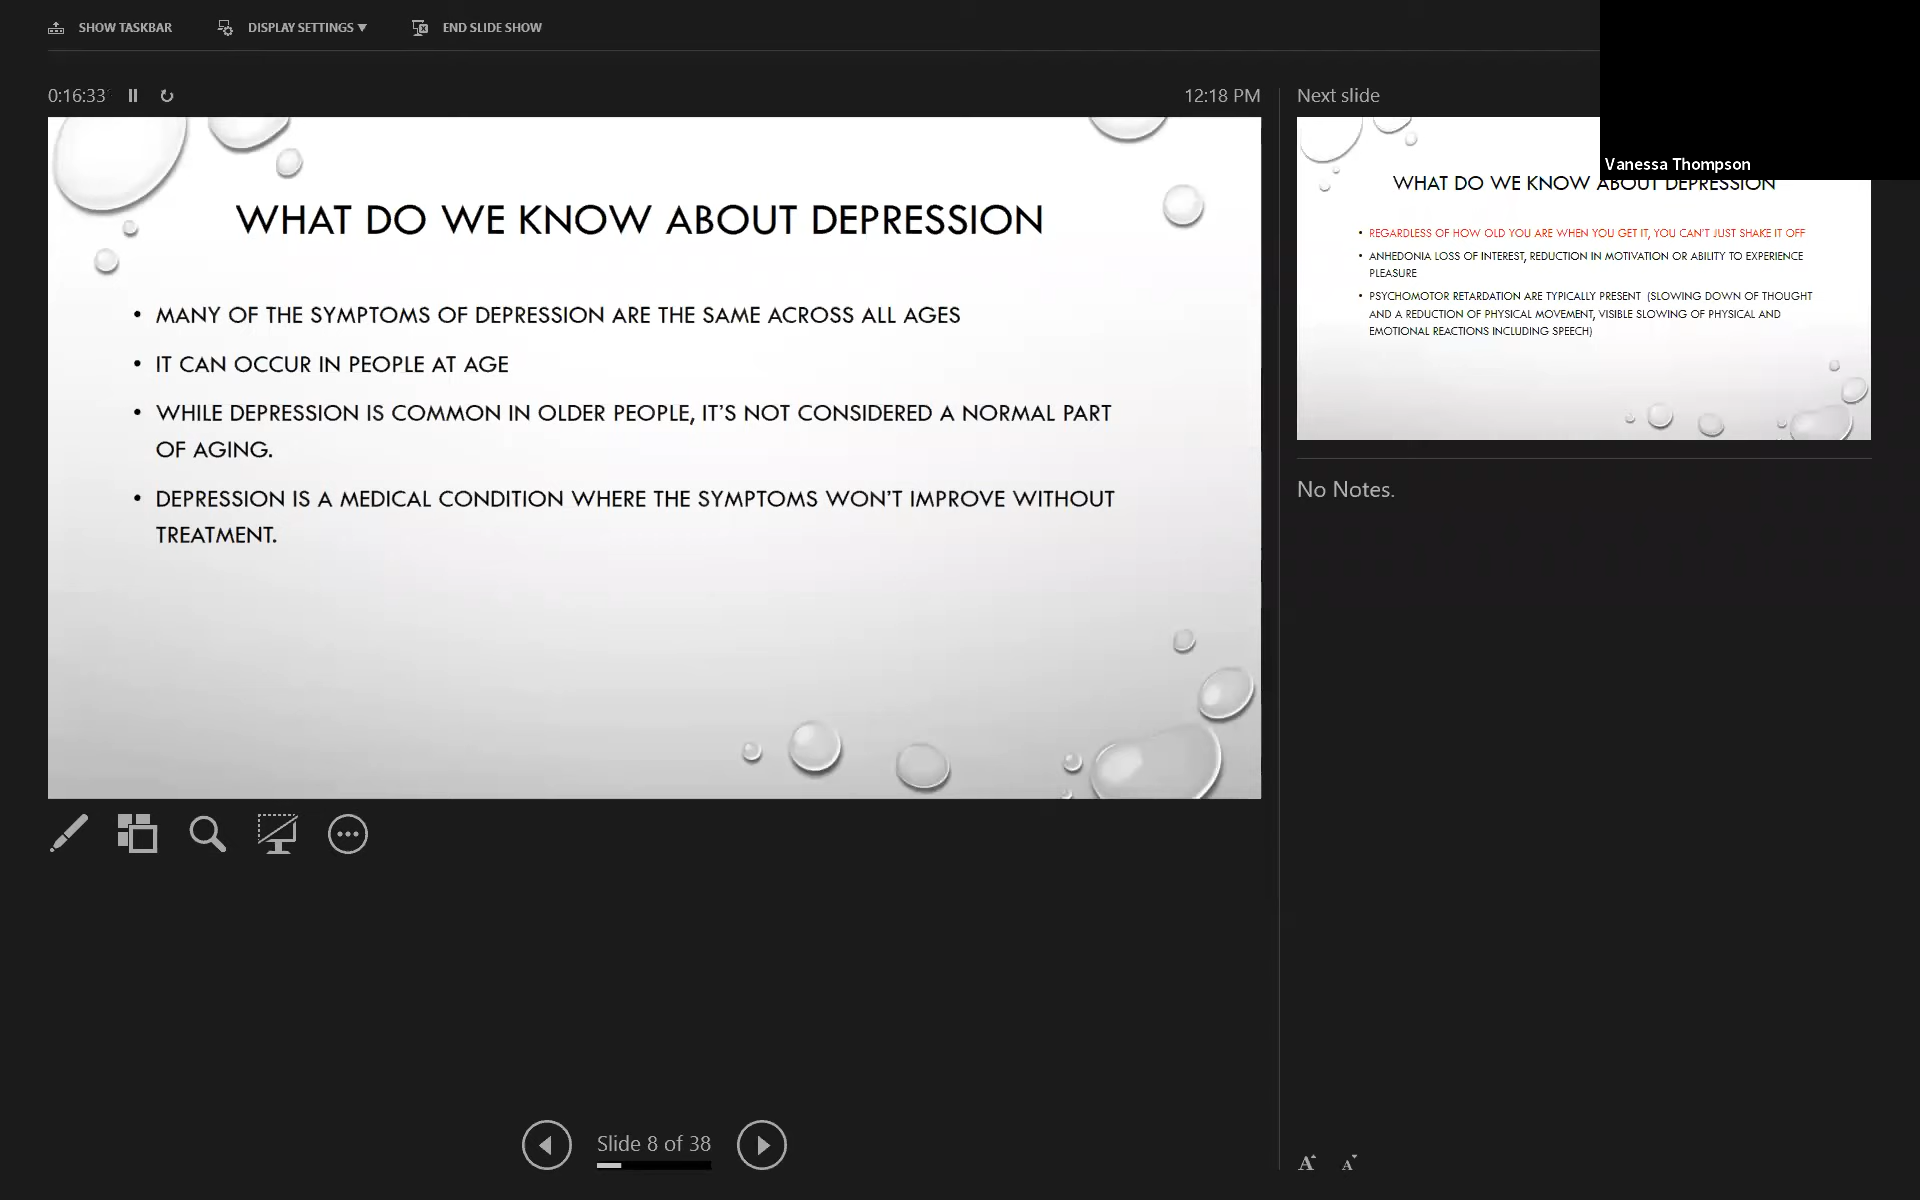 SHOW TASKBAR
DISPLAY SETTINGS
END SLIDE SHOW
0:16:33
12:18 PM
WHAT DO WE KNOW ABOUT DEPRESSION
• MANY OF THE SYMPTOMS OF DEPRESSION ARE THE SAME ACROSS ALL AGES
• IT CAN OCCUR IN PEOPLE AT AGE
• WHILE DEPRESSION IS COMMON IN OLDER PEOPLE, IT'S NOT CONSIDERED A NORMAL PART
OF AGING.
• DEPRESSION IS A MEDICAL CONDITION WHERE THE SYMPTOMS WON'T IMPROVE WITHOUT
TREATMENT.
Slide 8 of 38
Next slide
Vanessa Thompson
WHAT DO WE KNOW ABOUT DEPRESSION
• REGARDLESS OF HOW OLD YOU ARE WHEN YOU GET IT, YOU CAN'T JUST SHAKE IT OFF
• ANHEDONIA LOSS OF INTEREST, REDUCTION IN MOTIVATION OR ABILITY TO EXPERIENCE
PLEASURE
• PSYCHOMOTOR RETARDATION ARE TYPICALLY PRESENT (SLOWING DOWN OF THOUGHT
AND A REDUCTION OF PHYSICAL MOVEMENT, VISIBLE SLOWING OF PHYSICAL AND
EMOTIONAL REACTIONS INCLUDING SPEECH)
No Notes.
A A